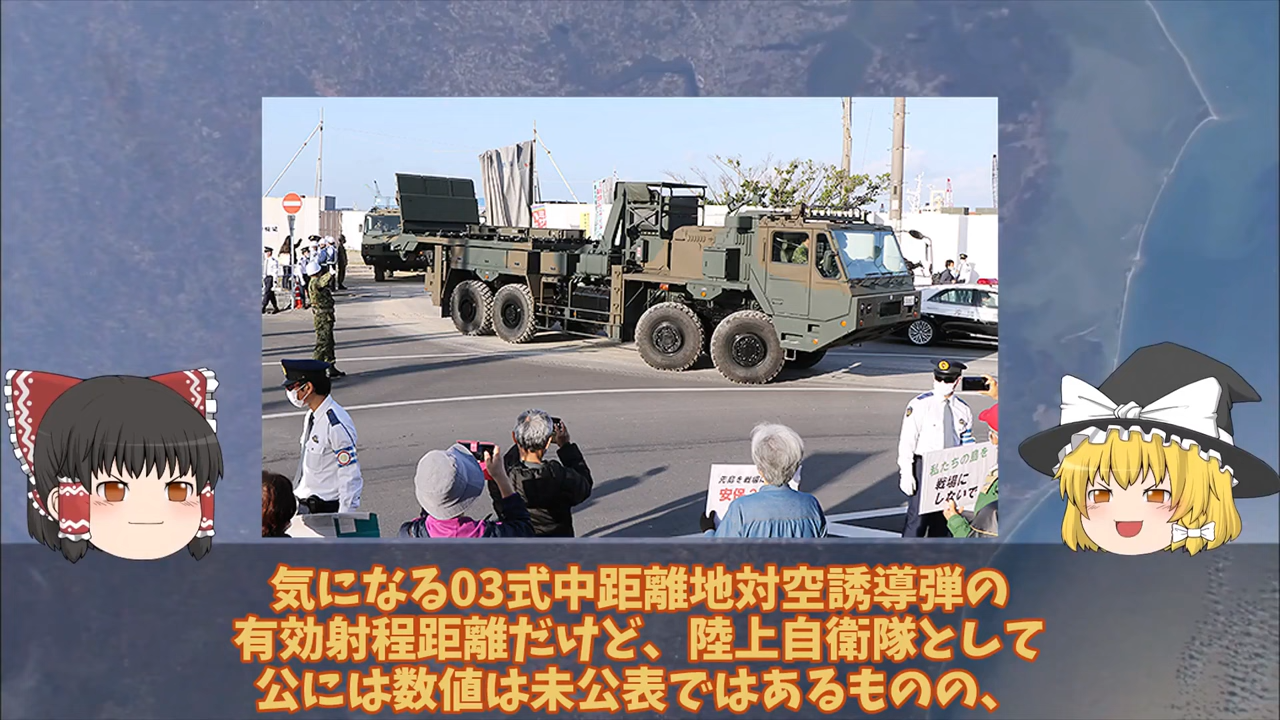 私たちの島を
戦場に
しないで
気になる03式中距離地対空誘導弾の
有効射程距離だけど、陸上自衛隊として
公には数値は未公表ではあるものの、